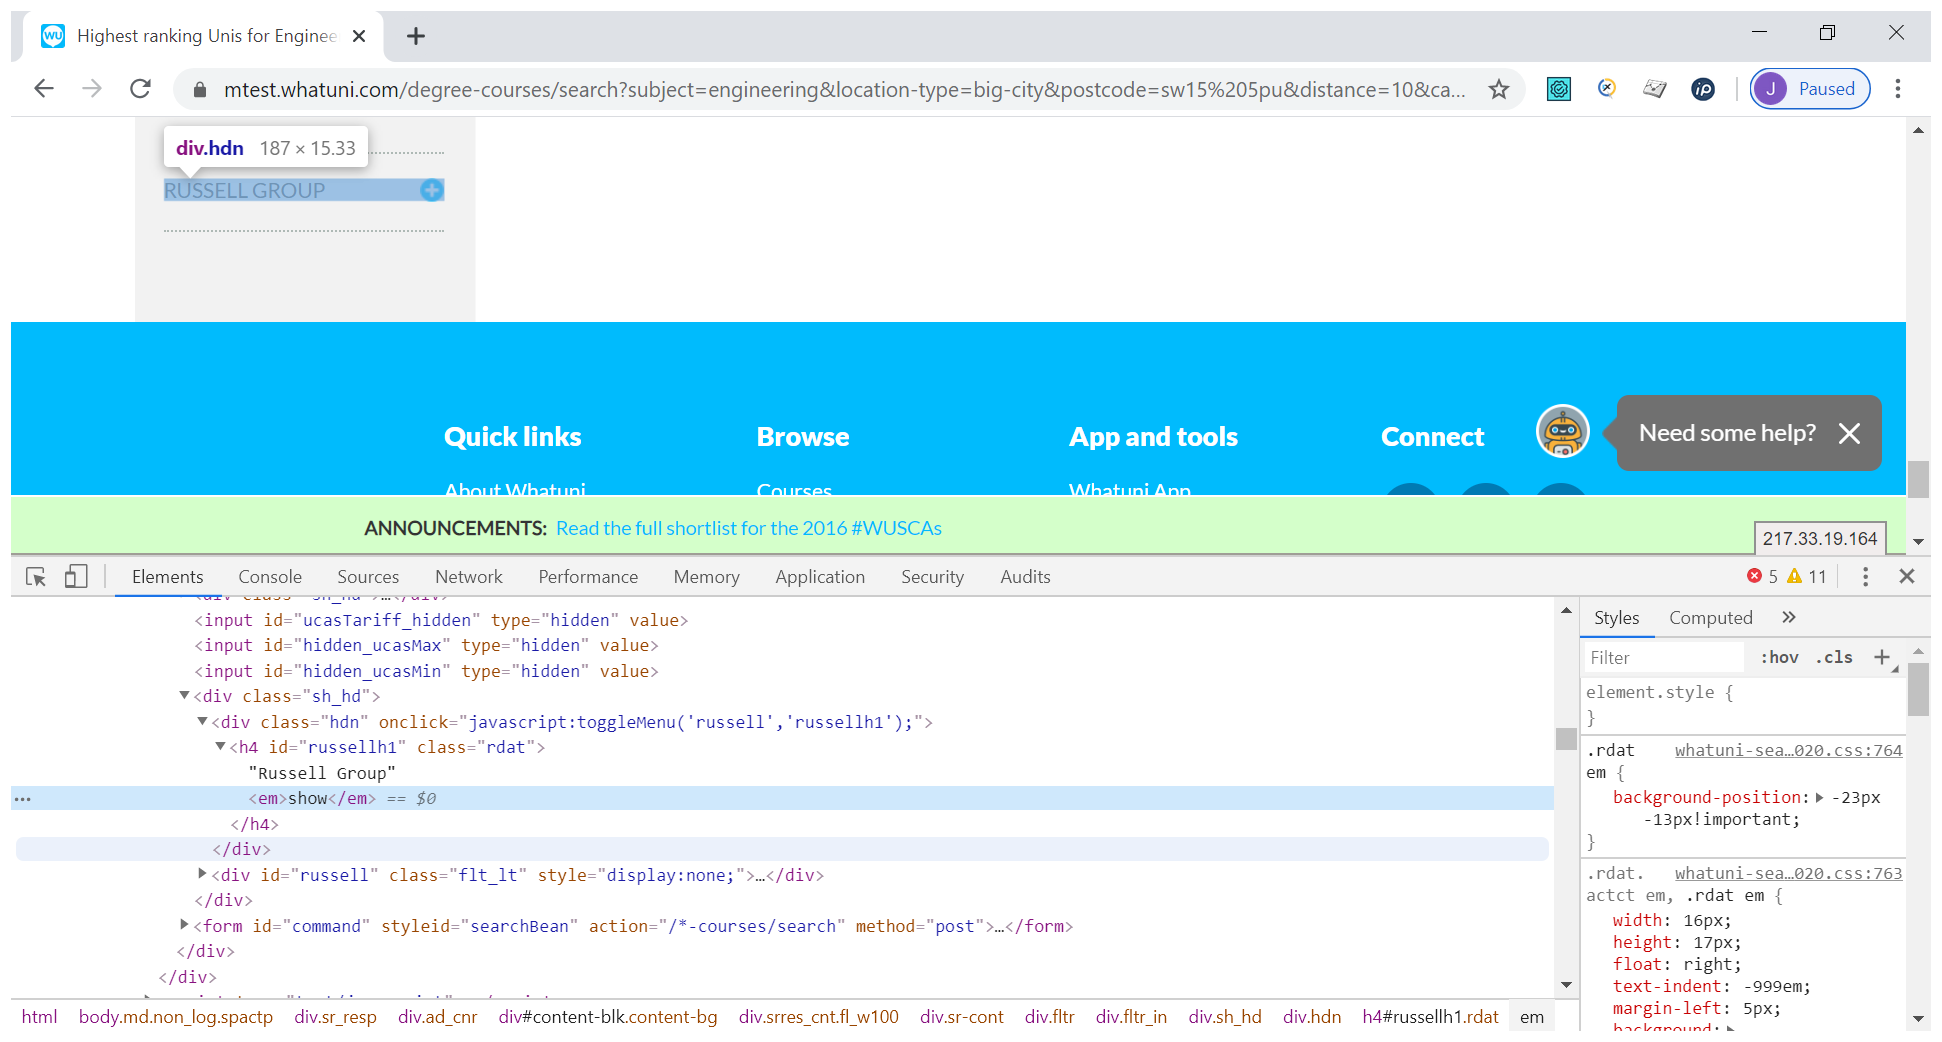 Highest ranking Unis for Enginee
mtest.whatuni.com/degree-courses/search?subject=engineering&location-type=big-city&postcode=sw15%205pu&distance=10&ca...
iP
J Paused
div.hdn 187 × 15.33
RUSSELL GROUP
Quick links Browse App and tools Connect
Need some help?
About Whatuni Courses Whatuni App
ANNOUNCEMENTS: Read the full shortlist for the 2016 #WUSCAs
217.33.19.164
Elements Console Sources Network Performance Memory Application Security Audits 5 11
<div class="sh_hd">…</div>
<input id="ucasTariff_hidden" type="hidden" value>
<input id="hidden_ucasMax" type="hidden" value>
<input id="hidden_ucasMin" type="hidden" value>
<div class="sh_hd">
<div class="hdn" onclick="javascript:toggleMenu('russell','russellh1');">
<h4 id="russellh1" class="rdat">
"Russell Group"
<em>show</em> == $0
</h4>
</div>
<div id="russell" class="flt_lt" style="display:none;">…</div>
</div>
<form id="command" styleid="searchBean" action="/*-courses/search" method="post">…</form>
</div>
</div>
html body.md.non_log.spactp div.sr_resp div.ad_cnr div#content-blk.content-bg div.srres_cnt.fl_w100 div.sr-cont div.fltr div.fltr_in div.sh_hd div.hdn h4#russellh1.rdat em
Styles Computed »
Filter :hov .cls +
element.style {
}
.rdat whatuni-sea…020.css:764
em {
background-position: -23px
-13px!important;
}
.rdat. whatuni-sea…020.css:763
actct em, .rdat em {
width: 16px;
height: 17px;
float: right;
text-indent: -999em;
margin-left: 5px;
background: